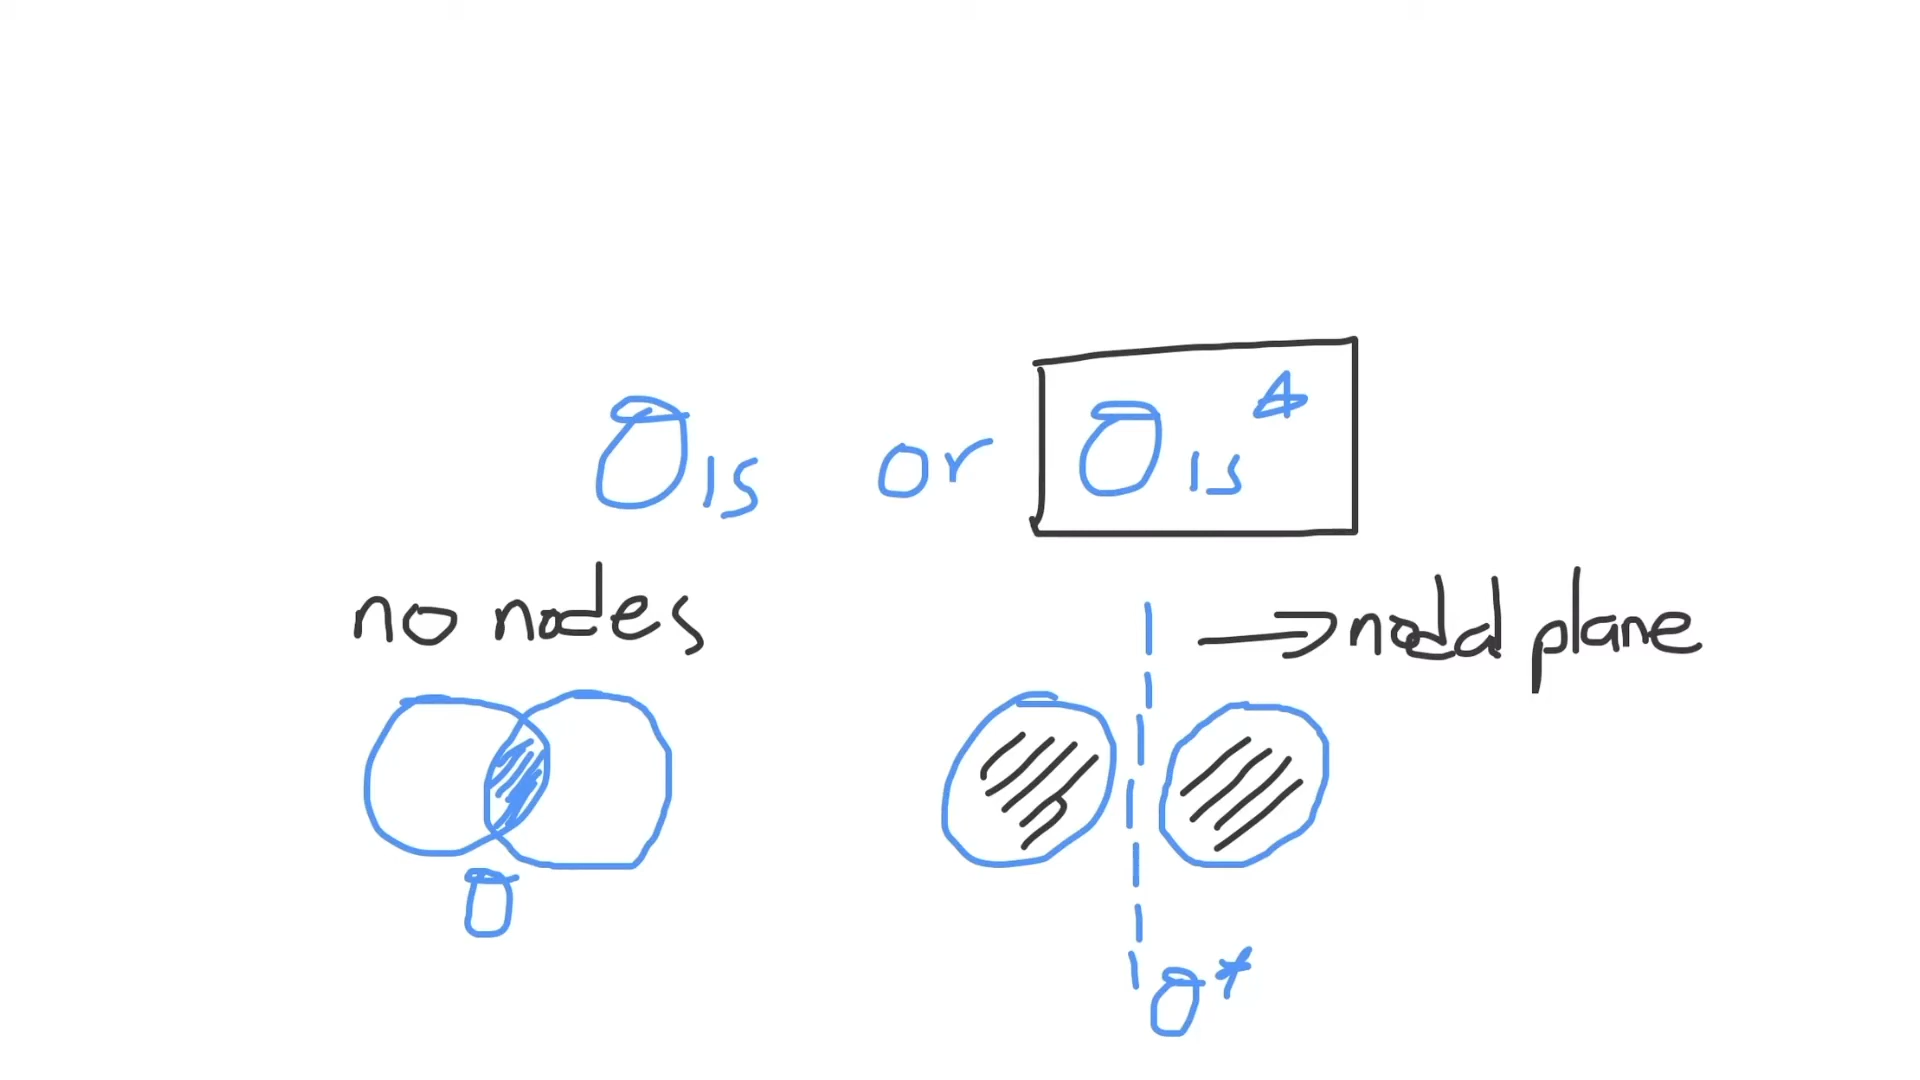 σ1s or σ1s*
no nodes → nodal plane
σ
σ*